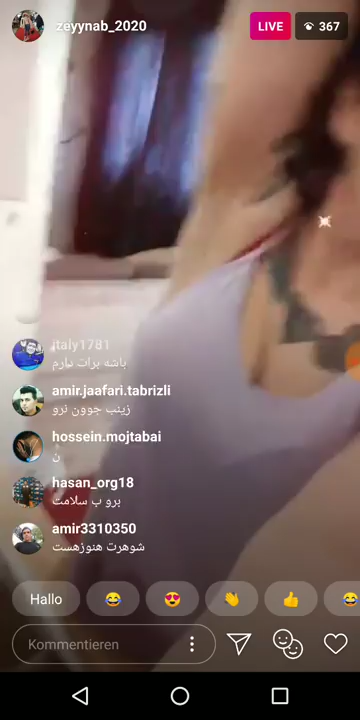 zeyynab_2020
LIVE
367
italy1781
باشه برات دارم
amir.jaafari.tabrizli
زینب جوون نرو
hossein.mojtabai
ن
hasan_org18
برو ب سلامت
amir3310350
شوهرت هنوزهست
Hallo
Kommentieren